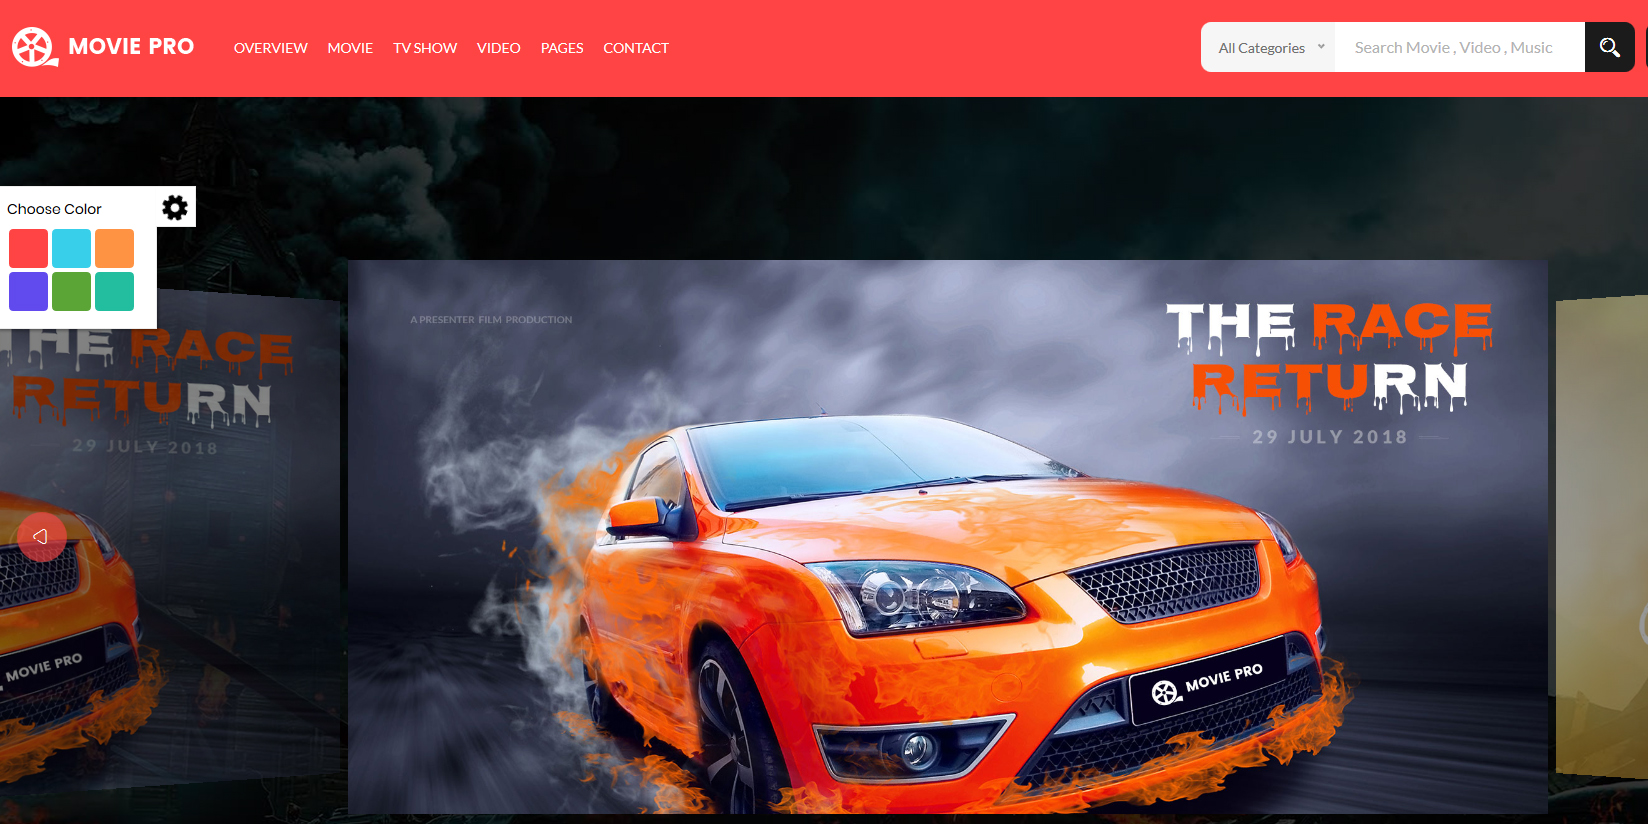 MOVIE PRO
OVERVIEW MOVIE TV SHOW VIDEO PAGES CONTACT
All Categories
Search Movie , Video , Music
Choose Color
THE RACE
RETURN
29 JULY 2018
MOVIE PRO
A PRESENTER FILM PRODUCTION
THE RACE
RETURN
29 JULY 2018
MOVIE PRO